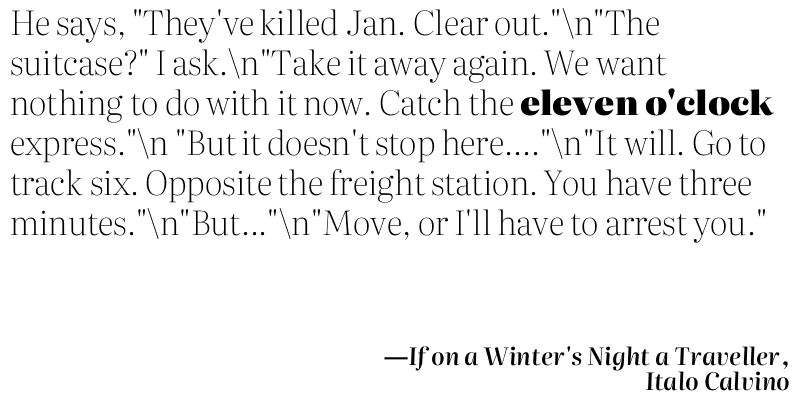 He says, "They've killed Jan. Clear out."\n"The
suitcase?" I ask.\n"Take it away again. We want
nothing to do with it now. Catch the eleven o'clock
express."\n "But it doesn't stop here...."\n"It will. Go to
track six. Opposite the freight station. You have three
minutes."\n"But..."\n"Move, or I'll have to arrest you."
—If on a Winter's Night a Traveller,
Italo Calvino